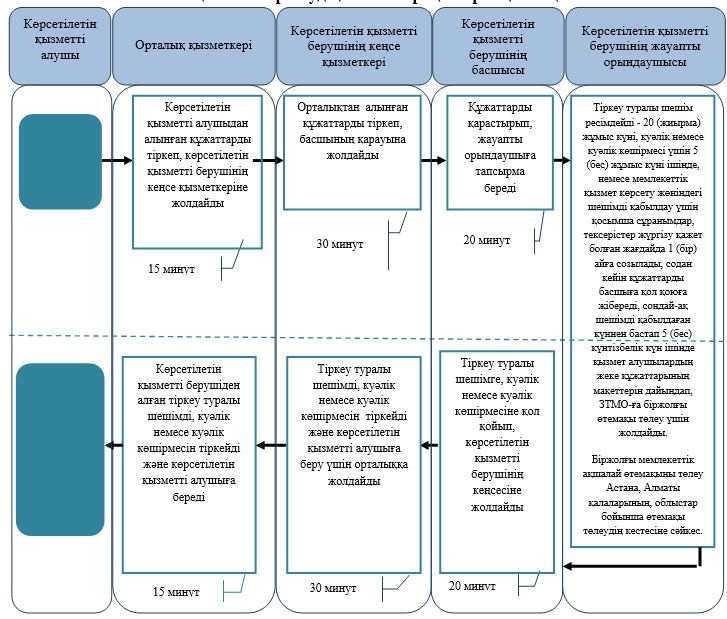 Көрсетілетін
қызметті
алушы
Орталық қызметкері
Көрсетілетін қызметті
берушінің кеңсе
қызметкері
Көрсетілетін
қызметті
берушінің
басшысы
Көрсетілетін қызметті
берушінің жауапты
орындаушысы
Көрсетілетін
қызметті алушыдан
алынған құжаттарды
тіркеп, көрсетілетін
қызметті берушінің
кеңсе қызметкеріне
жолдайды
15 минут
Орталықтан алынған
құжаттарды тіркеп,
басшының қарауына
жолдайды
30 минут
Құжаттарды
қарастырып,
жауапты
орындаушыға
тапсырма
береді
20 минут
Тіркеу туралы шешім
ресімдейді - 20 (жиырма)
жұмыс күні, куәлік немесе
куәлік көшірмесі үшін 5
(бес) жұмыс күні ішінде,
немесе мемлекеттік
қызмет көрсету жөніндегі
шешімді қабылдау үшін
қосымша сұранымдар,
тексерістер жүргізу қажет
болған жағдайда 1 (бір)
айға созылады, содан
кейін құжаттарды
басшыға қол қоюға
жібереді, сондай-ақ
шешімді қабылдаған
күннен бастап 5 (бес)
күнтізбелік күн ішінде
қызмет алушылардың
жеке құжаттарының
макеттерін дайындап,
ЗТМО-ға біржолғы
өтемақы төлеу үшін
жолдайды.
Біржолғы мемлекеттік
ақшалай өтемақыны төлеу
Астана, Алматы
қалаларының, облыстар
бойынша өтемақы
төлеудің кестесіне сәйкес.
Көрсетілетін
қызметті берушіден
алған тіркеу туралы
шешімді, куәлік
немесе куәлік
көшірмесін тіркейді
және көрсетілетін
қызметті алушыға
береді
15 минут
Тіркеу туралы
шешімді, куәлік
немесе куәлік
көшірмесін тіркейді
және көрсетілетін
қызметті алушыға
беру үшін орталыққа
жолдайды
30 минут
Тіркеу туралы
шешімге, куәлік
немесе куәлік
көшірмесіне қол
қойып,
көрсетілетін
қызметті
берушінің
кеңсесіне
жолдайды
20 минут